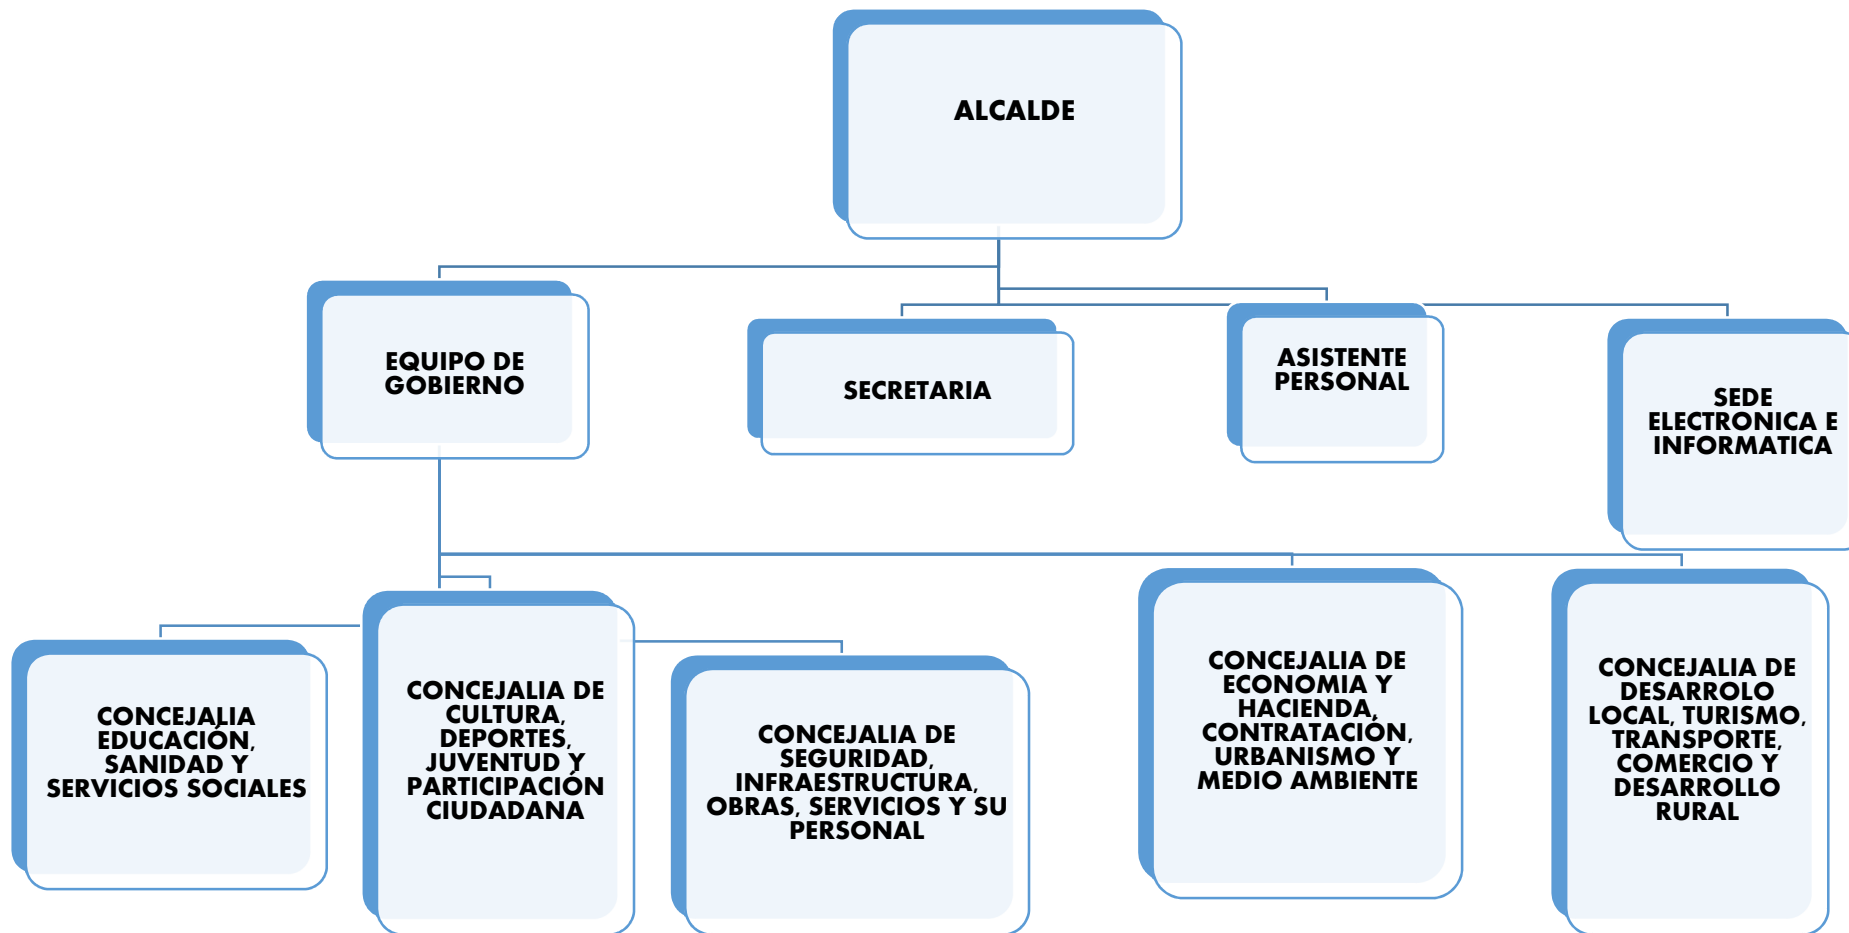 ALCALDE
EQUIPO DE
GOBIERNO
SECRETARIA
ASISTENTE
PERSONAL
SEDE
ELECTRONICA E
INFORMATICA
CONCEJALIA
EDUCACIÓN,
SANIDAD Y
SERVICIOS SOCIALES
CONCEJALIA DE
CULTURA,
DEPORTES,
JUVENTUD Y
PARTICIPACIÓN
CIUDADANA
CONCEJALIA DE
SEGURIDAD,
INFRAESTRUCTURA,
OBRAS, SERVICIOS Y SU
PERSONAL
CONCEJALIA DE
ECONOMIA Y
HACIENDA,
CONTRATACIÓN,
URBANISMO Y
MEDIO AMBIENTE
CONCEJALIA DE
DESARROLO
LOCAL, TURISMO,
TRANSPORTE,
COMERCIO Y
DESARROLLO
RURAL